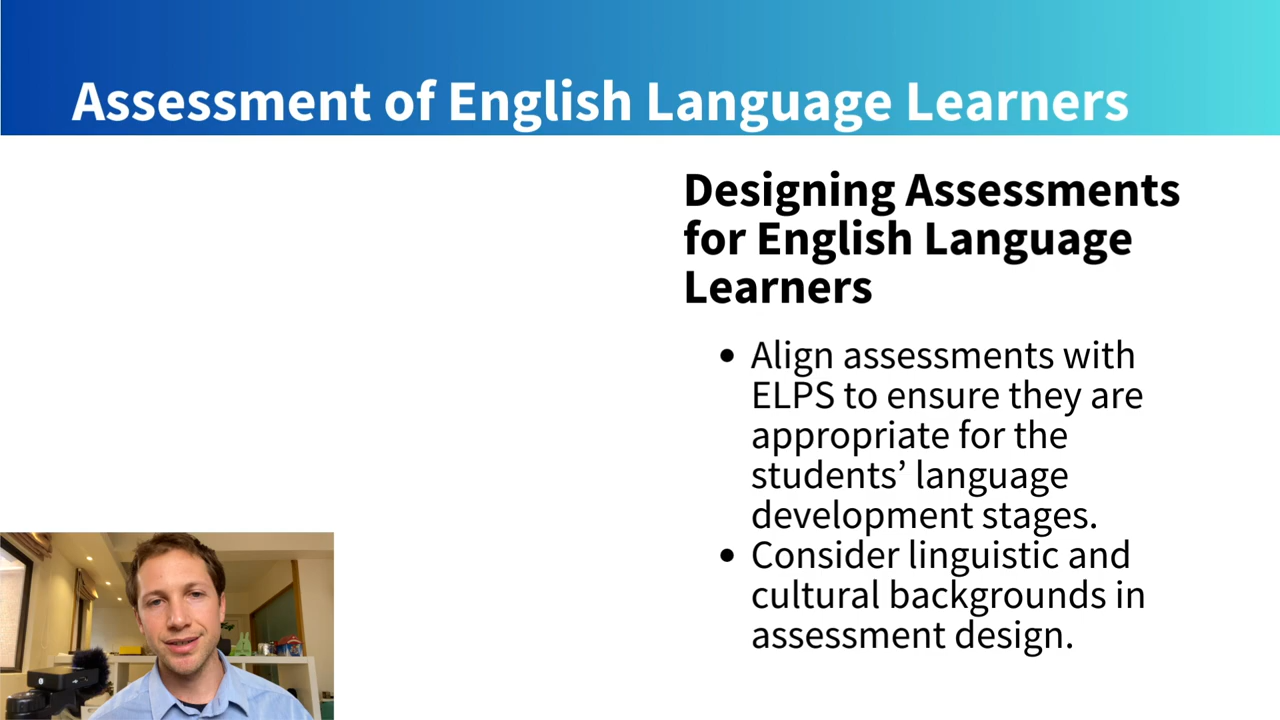 Assessment of English Language Learners
Designing Assessments
for English Language
Learners
• Align assessments with
ELPS to ensure they are
appropriate for the
students’ language
development stages.
• Consider linguistic and
cultural backgrounds in
assessment design.